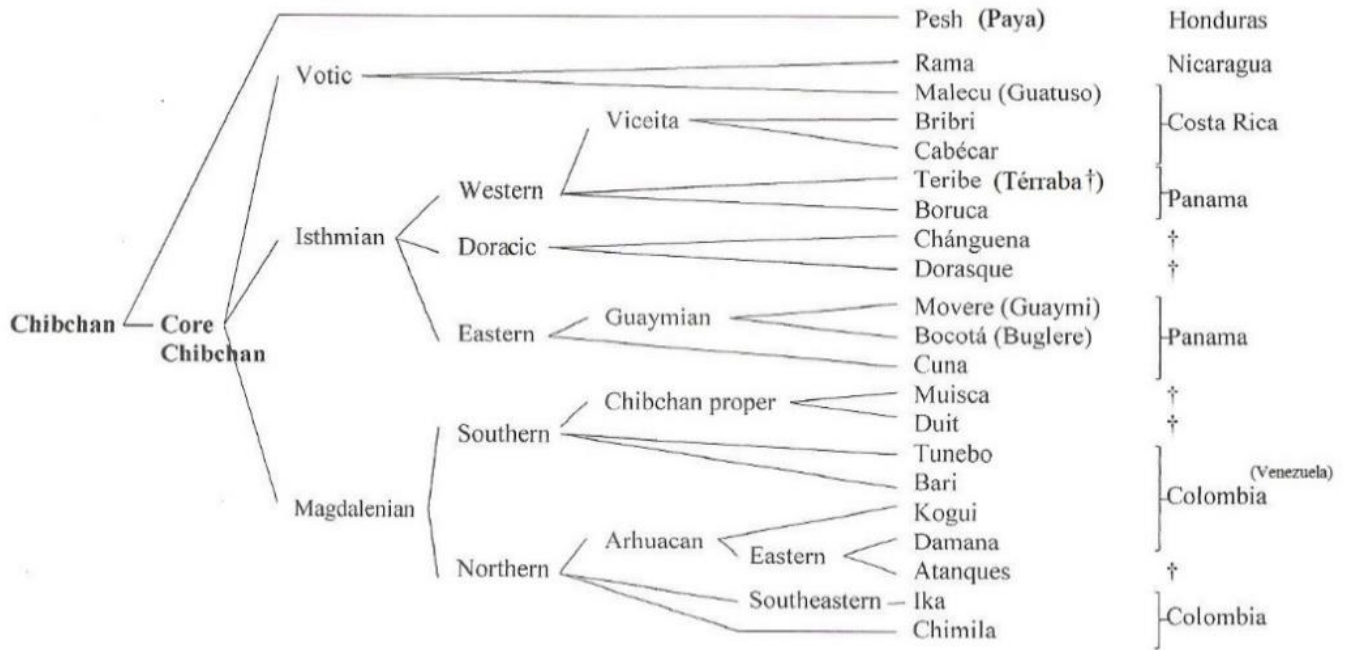 Pesh (Paya) Honduras
Votic Rama Nicaragua
Malecu (Guatuso)
Viceita Bribri Costa Rica
Cabécar
Western Teribe (Térraba†)
Boruca Panama
Isthmian Doracic Chánguena †
Dorasque †
Movere (Guaymi)
Chibchan Core Chibchan Eastern Guaymian Bocotá (Buglere) Panama
Cuna
Chibchan proper Muisca †
Duit †
Southern Tunebo
Bari (Venezuela)
Magdalenian Kogui Colombia
Arhuacan Eastern Damana
Northern Atanques †
Southeastern Ika
Chimila Colombia